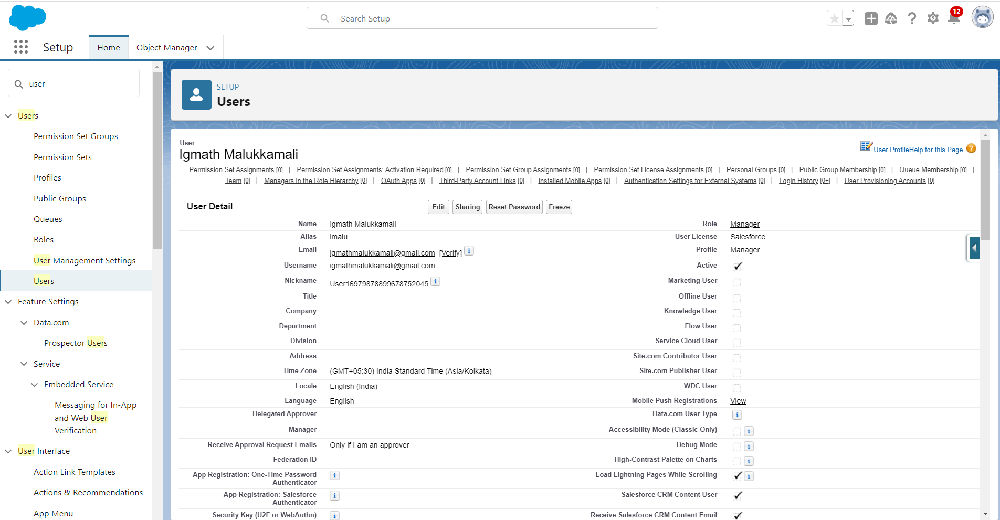 Search Setup
12
Setup
Home
Object Manager
user
Users
Permission Set Groups
Permission Sets
Profiles
Public Groups
Queues
Roles
User Management Settings
Users
Feature Settings
Data.com
Prospector Users
Service
Embedded Service
Messaging for In-App
and Web User
Verification
User Interface
Action Link Templates
Actions & Recommendations
App Menu
SETUP
Users
User
Igmath Malukkamali
User Profile Help for this Page ?
Permission Set Assignments [0] | Permission Set Assignments: Activation Required [0] | Permission Set Group Assignments [0] | Permission Set License Assignments [0] | Personal Groups [0] | Public Group Membership [0] | Queue Membership [0] |
Team [0] | Managers in the Role Hierarchy [0] | OAuth Apps [0] | Third-Party Account Links [0] | Installed Mobile Apps [0] | Authentication Settings for External Systems [0] | Login History [0+] | User Provisioning Accounts [0]
User Detail Edit Sharing Reset Password Freeze
Name Igmath Malukkamali Role Manager
Alias imalu User License Salesforce
Email igmathmalukkamali@gmail.com [Verify] i Profile Manager
Username igmathmalukkamali@gmail.com Active
Nickname User16979878899678752045 i Marketing User
Title Offline User
Company Knowledge User
Department Flow User
Division Service Cloud User
Address Site.com Contributor User
Time Zone (GMT+05:30) India Standard Time (Asia/Kolkata) Site.com Publisher User
Locale English (India) WDC User
Language English Mobile Push Registrations View
Delegated Approver Data.com User Type i
Manager Accessibility Mode (Classic Only) i
Receive Approval Request Emails Only if I am an approver Debug Mode i
Federation ID High-Contrast Palette on Charts i
App Registration: One-Time Password i Load Lightning Pages While Scrolling i
Authenticator
App Registration: Salesforce i Salesforce CRM Content User
Authenticator
Security Key (U2F or WebAuthn) i Receive Salesforce CRM Content Email